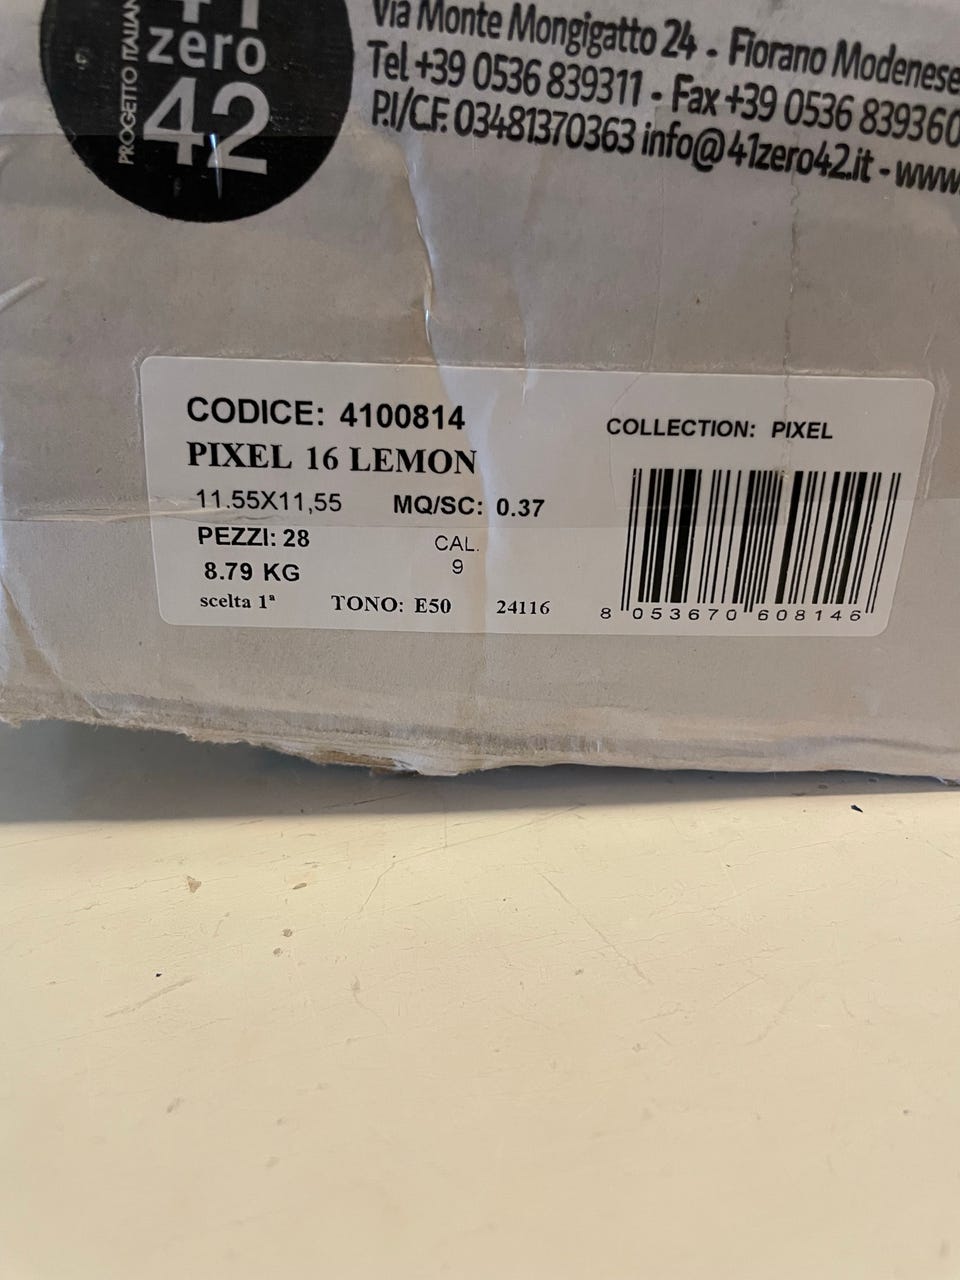 zero
42
PROGETTO ITALIAN
Via Monte Mongigatto 24 - Fiorano Modenese
Tel +39 0536 839311 - Fax +39 0536 839360
P.I/C.F. 03481370363 info@41zero42.it - www.
CODICE: 4100814
PIXEL 16 LEMON
11.55X11,55 MQ/SC: 0.37
PEZZI: 28
CAL.
9
8.79 KG
scelta 1ª TONO: E50 24116
COLLECTION: PIXEL
8 053670 608146